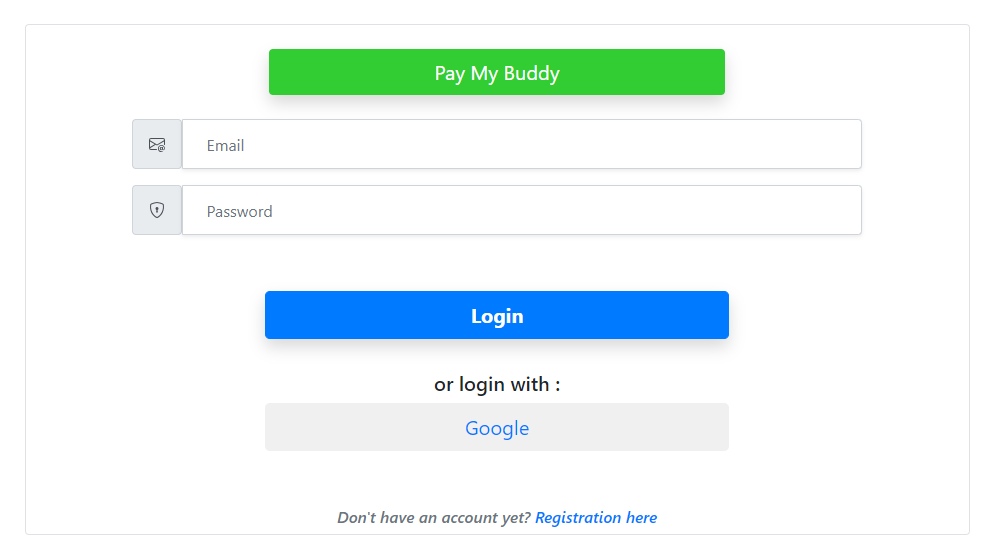 Pay My Buddy
Email
Password
Login
or login with :
Google
Don't have an account yet? Registration here